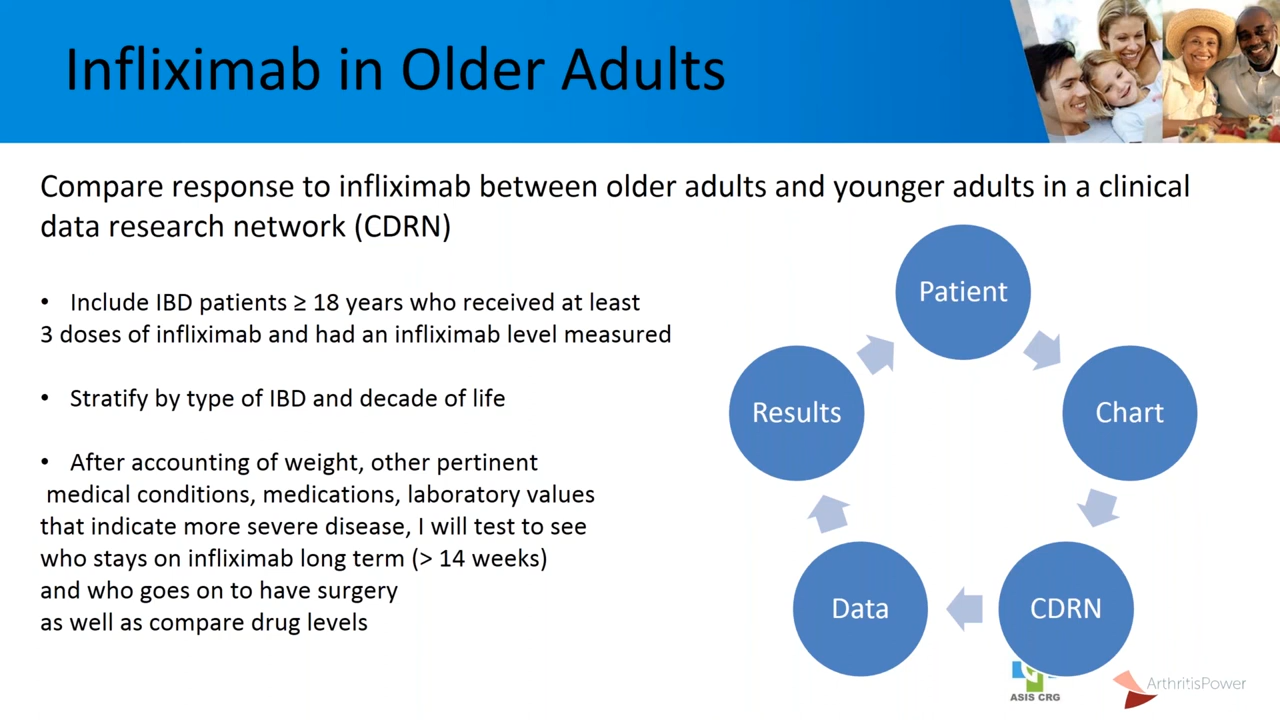 Infliximab in Older Adults
Compare response to infliximab between older adults and younger adults in a clinical
data research network (CDRN)
• Include IBD patients ≥ 18 years who received at least
3 doses of infliximab and had an infliximab level measured
• Stratify by type of IBD and decade of life
• After accounting of weight, other pertinent
medical conditions, medications, laboratory values
that indicate more severe disease, I will test to see
who stays on infliximab long term (> 14 weeks)
and who goes on to have surgery
as well as compare drug levels
Patient
Chart
CDRN
Data
Results
ASIS CRG
ArthritisPower